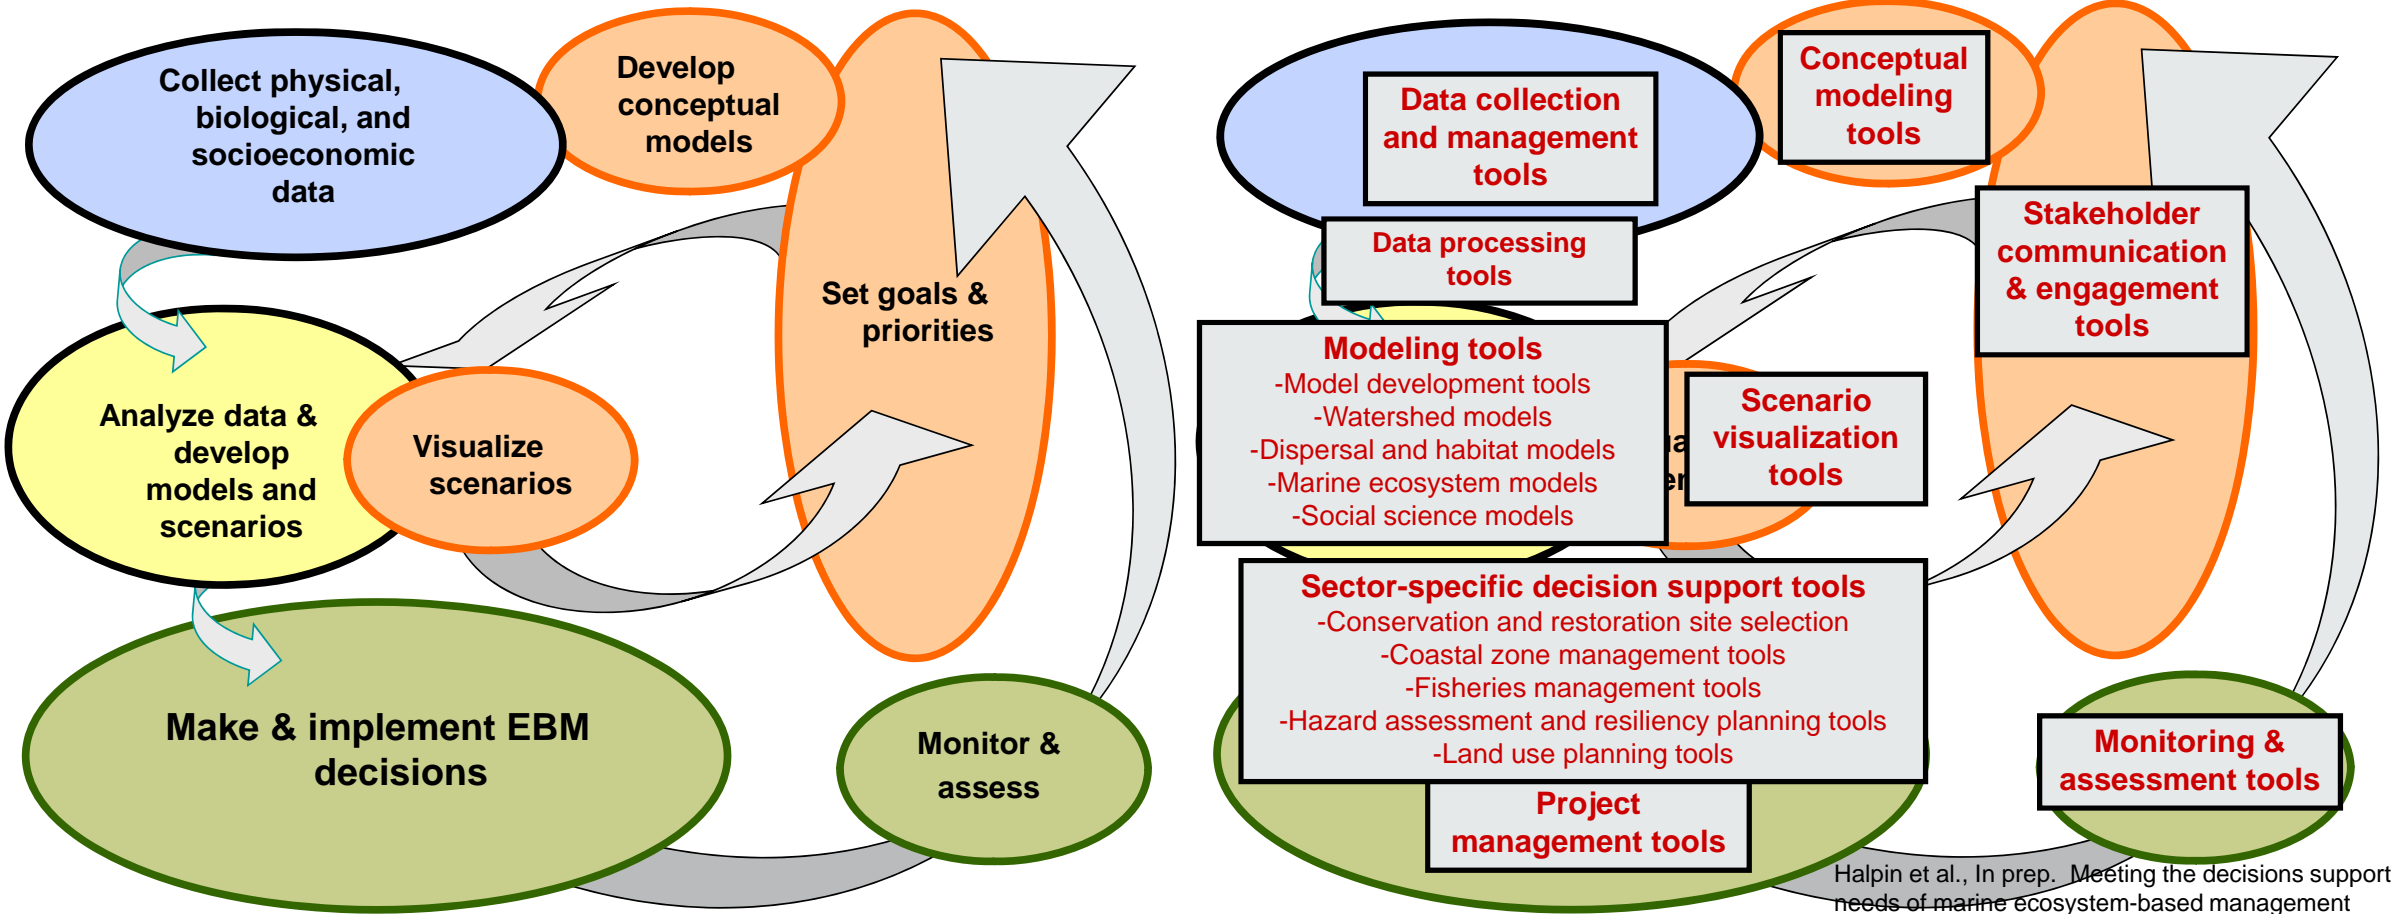 Collect physical,
biological, and
socioeconomic
data
Develop
conceptual
models
Set goals &
priorities
Analyze data &
develop
models and
scenarios
Visualize
scenarios
Make & implement EBM
decisions
Monitor &
assess
Data collection
and management
tools
Conceptual
modeling
tools
Data processing
tools
Stakeholder
communication
& engagement
tools
Modeling tools
-Model development tools
-Watershed models
-Dispersal and habitat models
-Marine ecosystem models
-Social science models
Scenario
visualization
tools
Sector-specific decision support tools
-Conservation and restoration site selection
-Coastal zone management tools
-Fisheries management tools
-Hazard assessment and resiliency planning tools
-Land use planning tools
Project
management tools
Monitoring &
assessment tools
Halpin et al., In prep. Meeting the decisions support
needs of marine ecosystem-based management